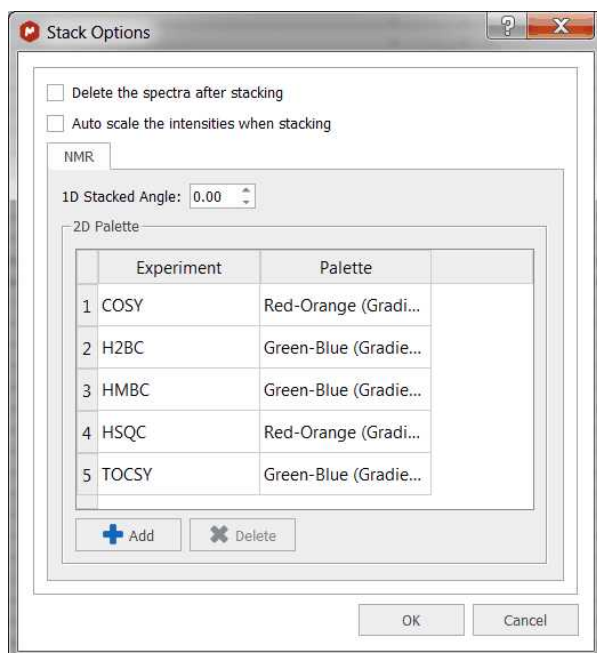 Stack Options
Delete the spectra after stacking
Auto scale the intensities when stacking
NMR
1D Stacked Angle: 0.00
2D Palette
Experiment Palette
1 COSY Red-Orange (Gradi...
2 H2BC Green-Blue (Gradie...
3 HMBC Green-Blue (Gradie...
4 HSQC Red-Orange (Gradi...
5 TOCSY Green-Blue (Gradie...
Add Delete
OK Cancel